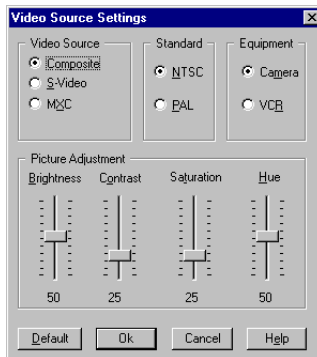 Video Source Settings
Video Source
Composite
S-Video
MXC
Standard
NTSC
PAL
Equipment
Camera
VCR
Picture Adjustment
Brightness Contrast Saturation Hue
50 25 25 50
Default Ok Cancel Help